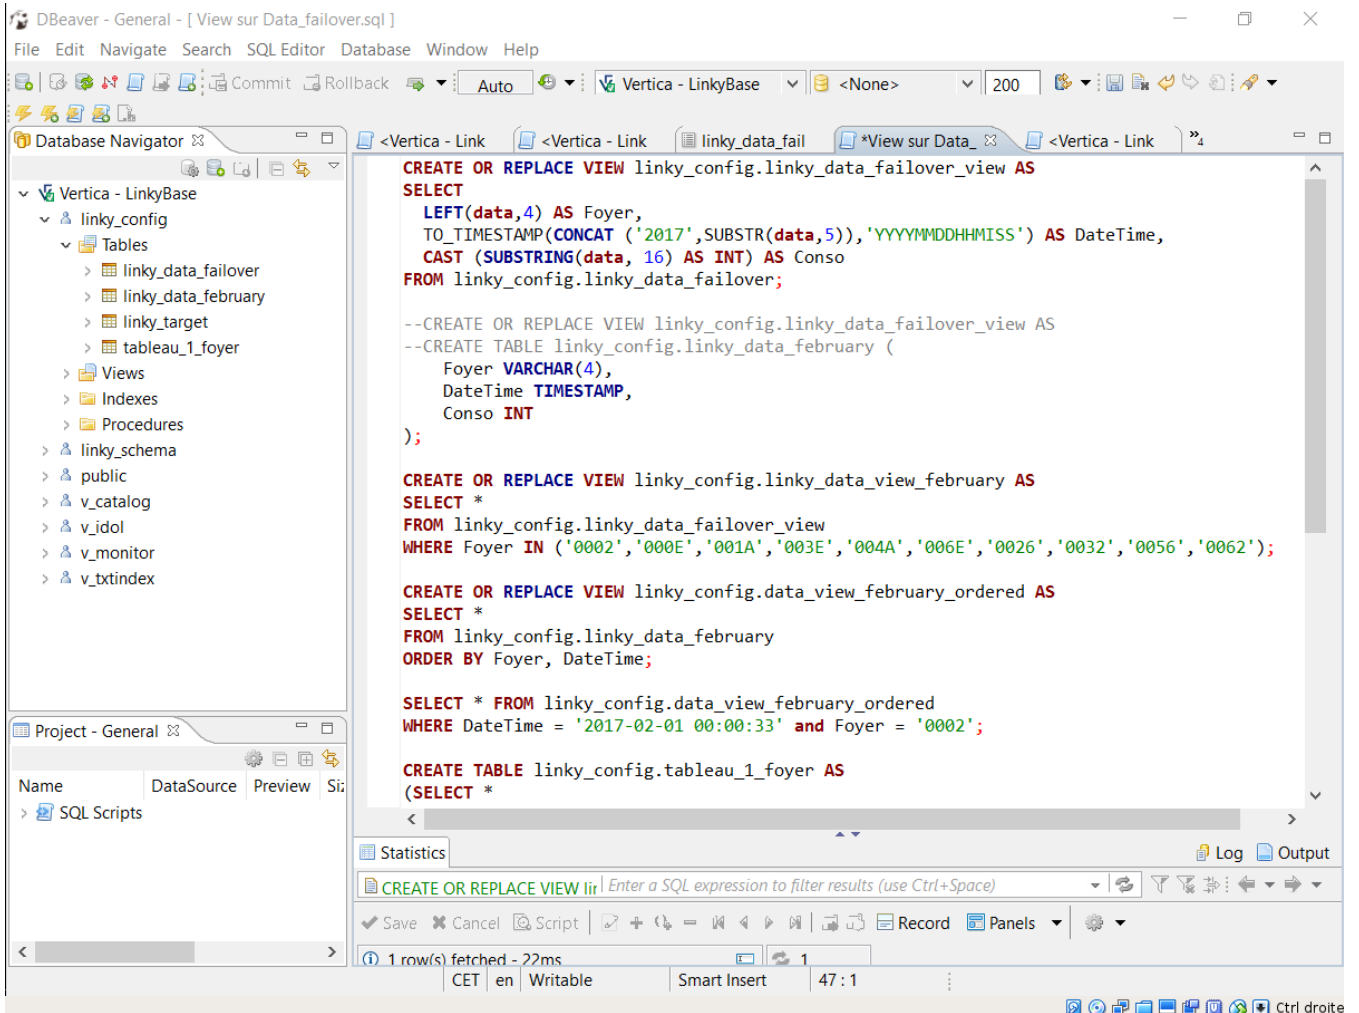 DBeaver - General - [ View sur Data_failover.sql ]
File Edit Navigate Search SQL Editor Database Window Help
Commit Rollback Auto Vertica - LinkyBase <None> 200
Database Navigator
<Vertica - Link <Vertica - Link linky_data_fail *View sur Data_ <Vertica - Link »4
Vertica - LinkyBase
linky_config
Tables
linky_data_failover
linky_data_february
linky_target
tableau_1_foyer
Views
Indexes
Procedures
linky_schema
public
v_catalog
v_idol
v_monitor
v_txtindex
CREATE OR REPLACE VIEW linky_config.linky_data_failover_view AS
SELECT
LEFT(data,4) AS Foyer,
TO_TIMESTAMP(CONCAT ('2017',SUBSTR(data,5)),'YYYYMMDDHHMISS') AS DateTime,
CAST (SUBSTRING(data, 16) AS INT) AS Conso
FROM linky_config.linky_data_failover;
--CREATE OR REPLACE VIEW linky_config.linky_data_failover_view AS
--CREATE TABLE linky_config.linky_data_february (
Foyer VARCHAR(4),
DateTime TIMESTAMP,
Conso INT
);
CREATE OR REPLACE VIEW linky_config.linky_data_view_february AS
SELECT *
FROM linky_config.linky_data_failover_view
WHERE Foyer IN ('0002','000E','001A','003E','004A','006E','0026','0032','0056','0062');
CREATE OR REPLACE VIEW linky_config.data_view_february_ordered AS
SELECT *
FROM linky_config.linky_data_february
ORDER BY Foyer, DateTime;
SELECT * FROM linky_config.data_view_february_ordered
WHERE DateTime = '2017-02-01 00:00:33' and Foyer = '0002';
CREATE TABLE linky_config.tableau_1_foyer AS
(SELECT *
Project - General
Name DataSource Preview Siz
SQL Scripts
Statistics Log Output
CREATE OR REPLACE VIEW lir Enter a SQL expression to filter results (use Ctrl+Space)
Save Cancel Script Record Panels
1 row(s) fetched - 22ms 1
CET en Writable Smart Insert 47 : 1
Ctrl droite